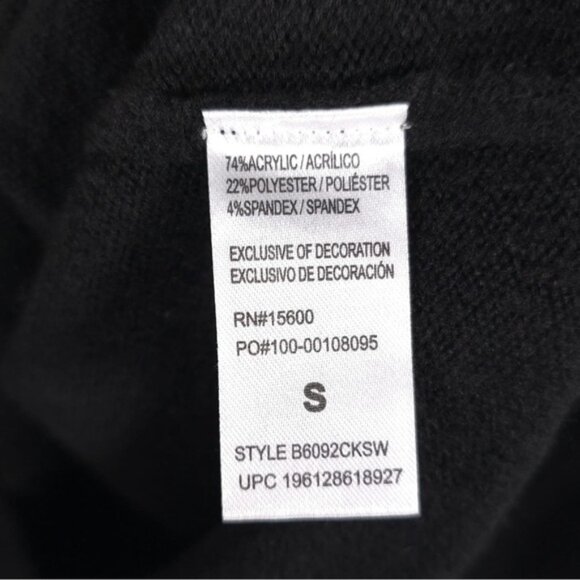 74%ACRYLIC/ACRÍLICO
22%POLYESTER/POLIÉSTER
4%SPANDEX/SPANDEX
EXCLUSIVE OF DECORATION
EXCLUSIVO DE DECORACIÓN
RN#15600
PO#100-00108095
S
STYLE B6092CKSW
UPC 196128618927